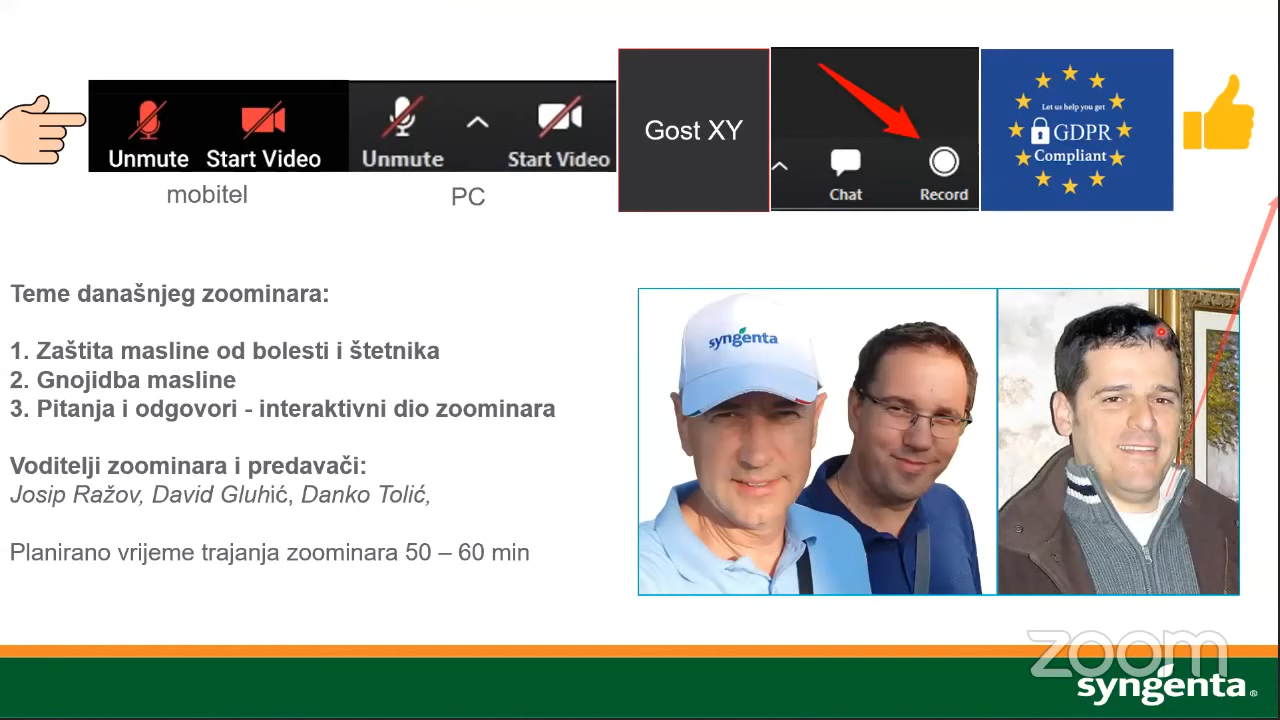 Unmute Start Video
Unmute Start Video
mobitel
PC
Gost XY
Chat Record
Let us help you get
GDPR
Compliant
Teme današnjeg zoominara:
1. Zaštita masline od bolesti i štetnika
2. Gnojidba masline
3. Pitanja i odgovori - interaktivni dio zoominara
Voditelji zoominara i predavači:
Josip Ražov, David Gluhić, Danko Tolić,
Planirano vrijeme trajanja zoominara 50 – 60 min
syngenta
zoom
syngenta®